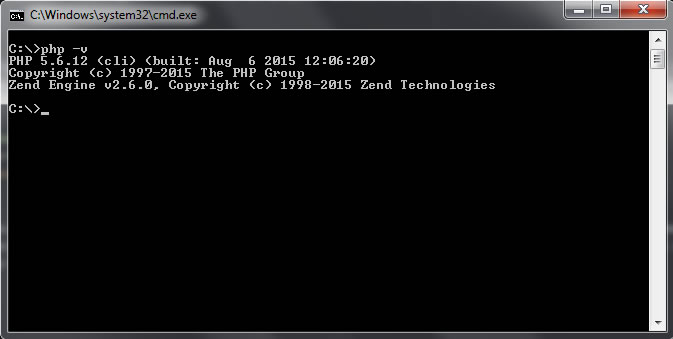 C:\Windows\system32\cmd.exe
C:\>php -v
PHP 5.6.12 (cli) (built: Aug  6 2015 12:06:20)
Copyright (c) 1997-2015 The PHP Group
Zend Engine v2.6.0, Copyright (c) 1998-2015 Zend Technologies
C:\>_